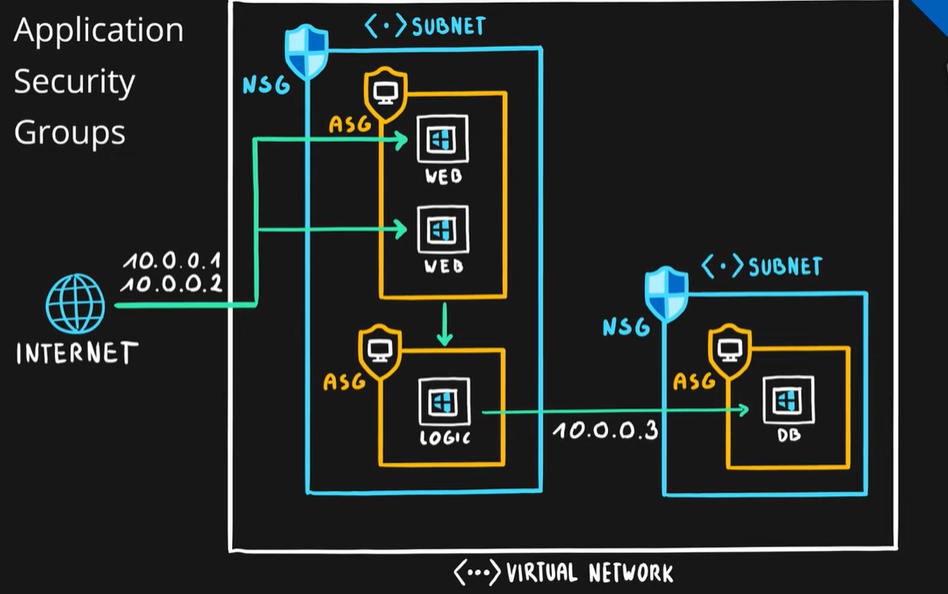 Application
Security
Groups
<·> SUBNET
NSG
ASG
WEB
WEB
10.0.0.1
10.0.0.2
INTERNET
ASG
LOGIC
10.0.0.3
<·> SUBNET
NSG
ASG
DB
<···> VIRTUAL NETWORK